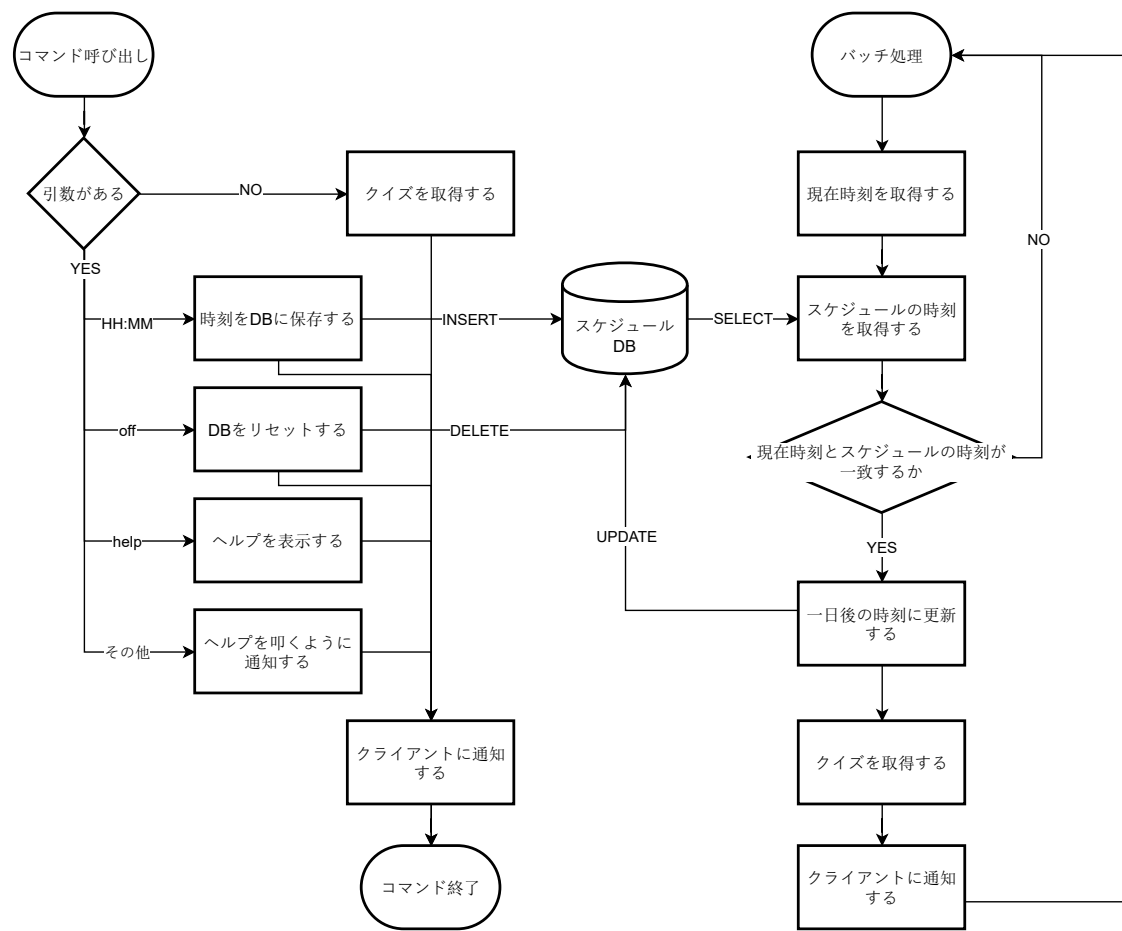 コマンド呼び出し
引数がある
NO
YES
クイズを取得する
HH:MM
時刻をDBに保存する
INSERT
off
DBをリセットする
DELETE
help
ヘルプを表示する
その他
ヘルプを叩くように
通知する
クライアントに通知
する
コマンド終了
スケジュール
DB
SELECT
UPDATE
バッチ処理
現在時刻を取得する
スケジュールの時刻
を取得する
現在時刻とスケジュールの時刻が
一致するか
NO
YES
一日後の時刻に更新
する
クイズを取得する
クライアントに通知
する